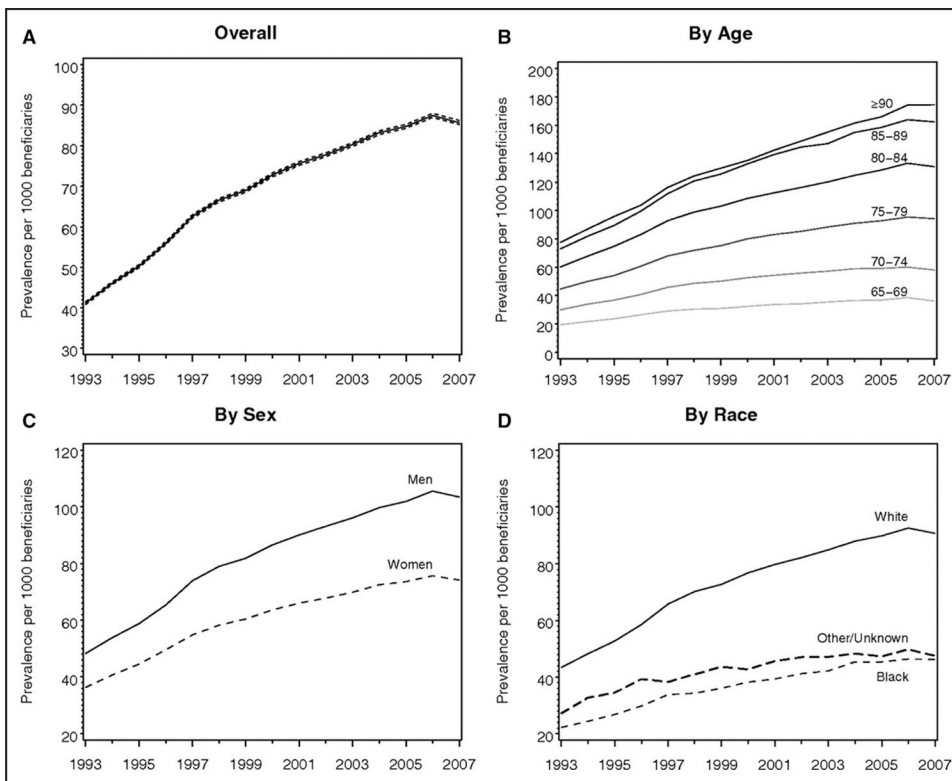 A
Overall
Prevalence per 1000 beneficiaries
100
90
80
70
60
50
40
30
1993 1995 1997 1999 2001 2003 2005 2007
B
By Age
Prevalence per 1000 beneficiaries
200
180
160
140
120
100
80
60
40
20
0
≥90
85–89
80–84
75–79
70–74
65–69
1993 1995 1997 1999 2001 2003 2005 2007
C
By Sex
Prevalence per 1000 beneficiaries
120
100
80
60
40
20
Men
Women
1993 1995 1997 1999 2001 2003 2005 2007
D
By Race
Prevalence per 1000 beneficiaries
120
100
80
60
40
20
White
Other/Unknown
Black
1993 1995 1997 1999 2001 2003 2005 2007